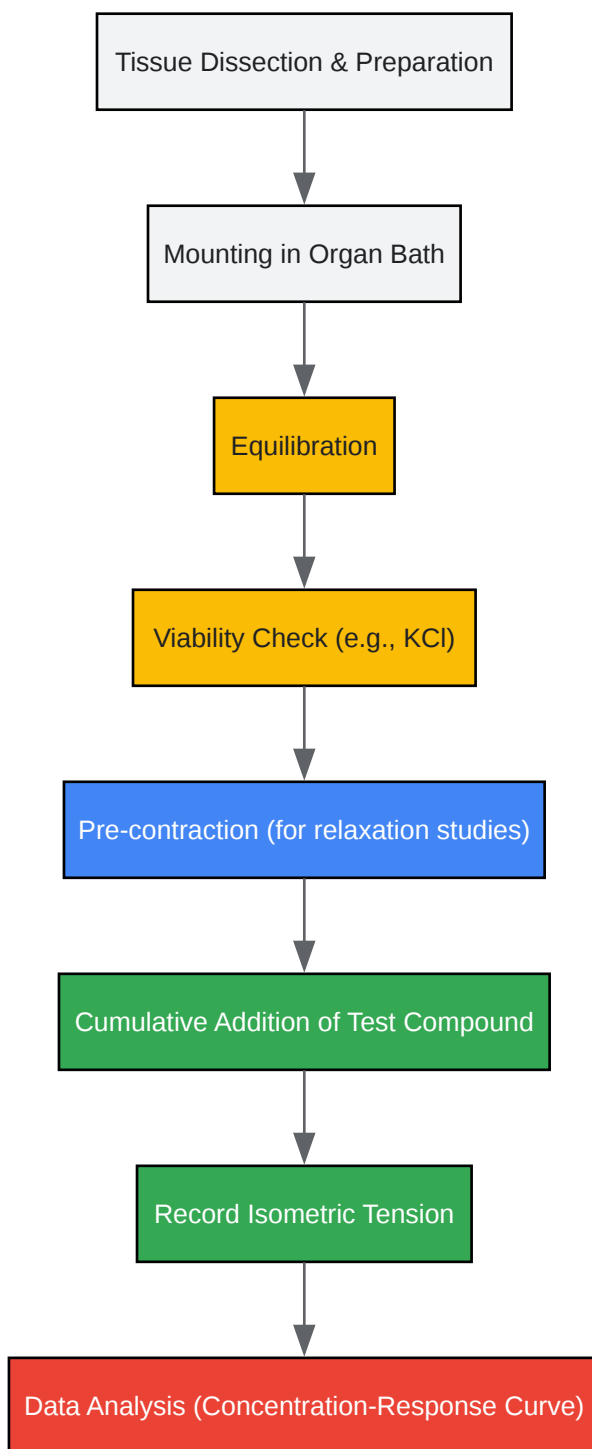 Tissue Dissection & Preparation
Mounting in Organ Bath
Equilibration
Viability Check (e.g., KCl)
Pre-contraction (for relaxation studies)
Cumulative Addition of Test Compound
Record Isometric Tension
Data Analysis (Concentration-Response Curve)